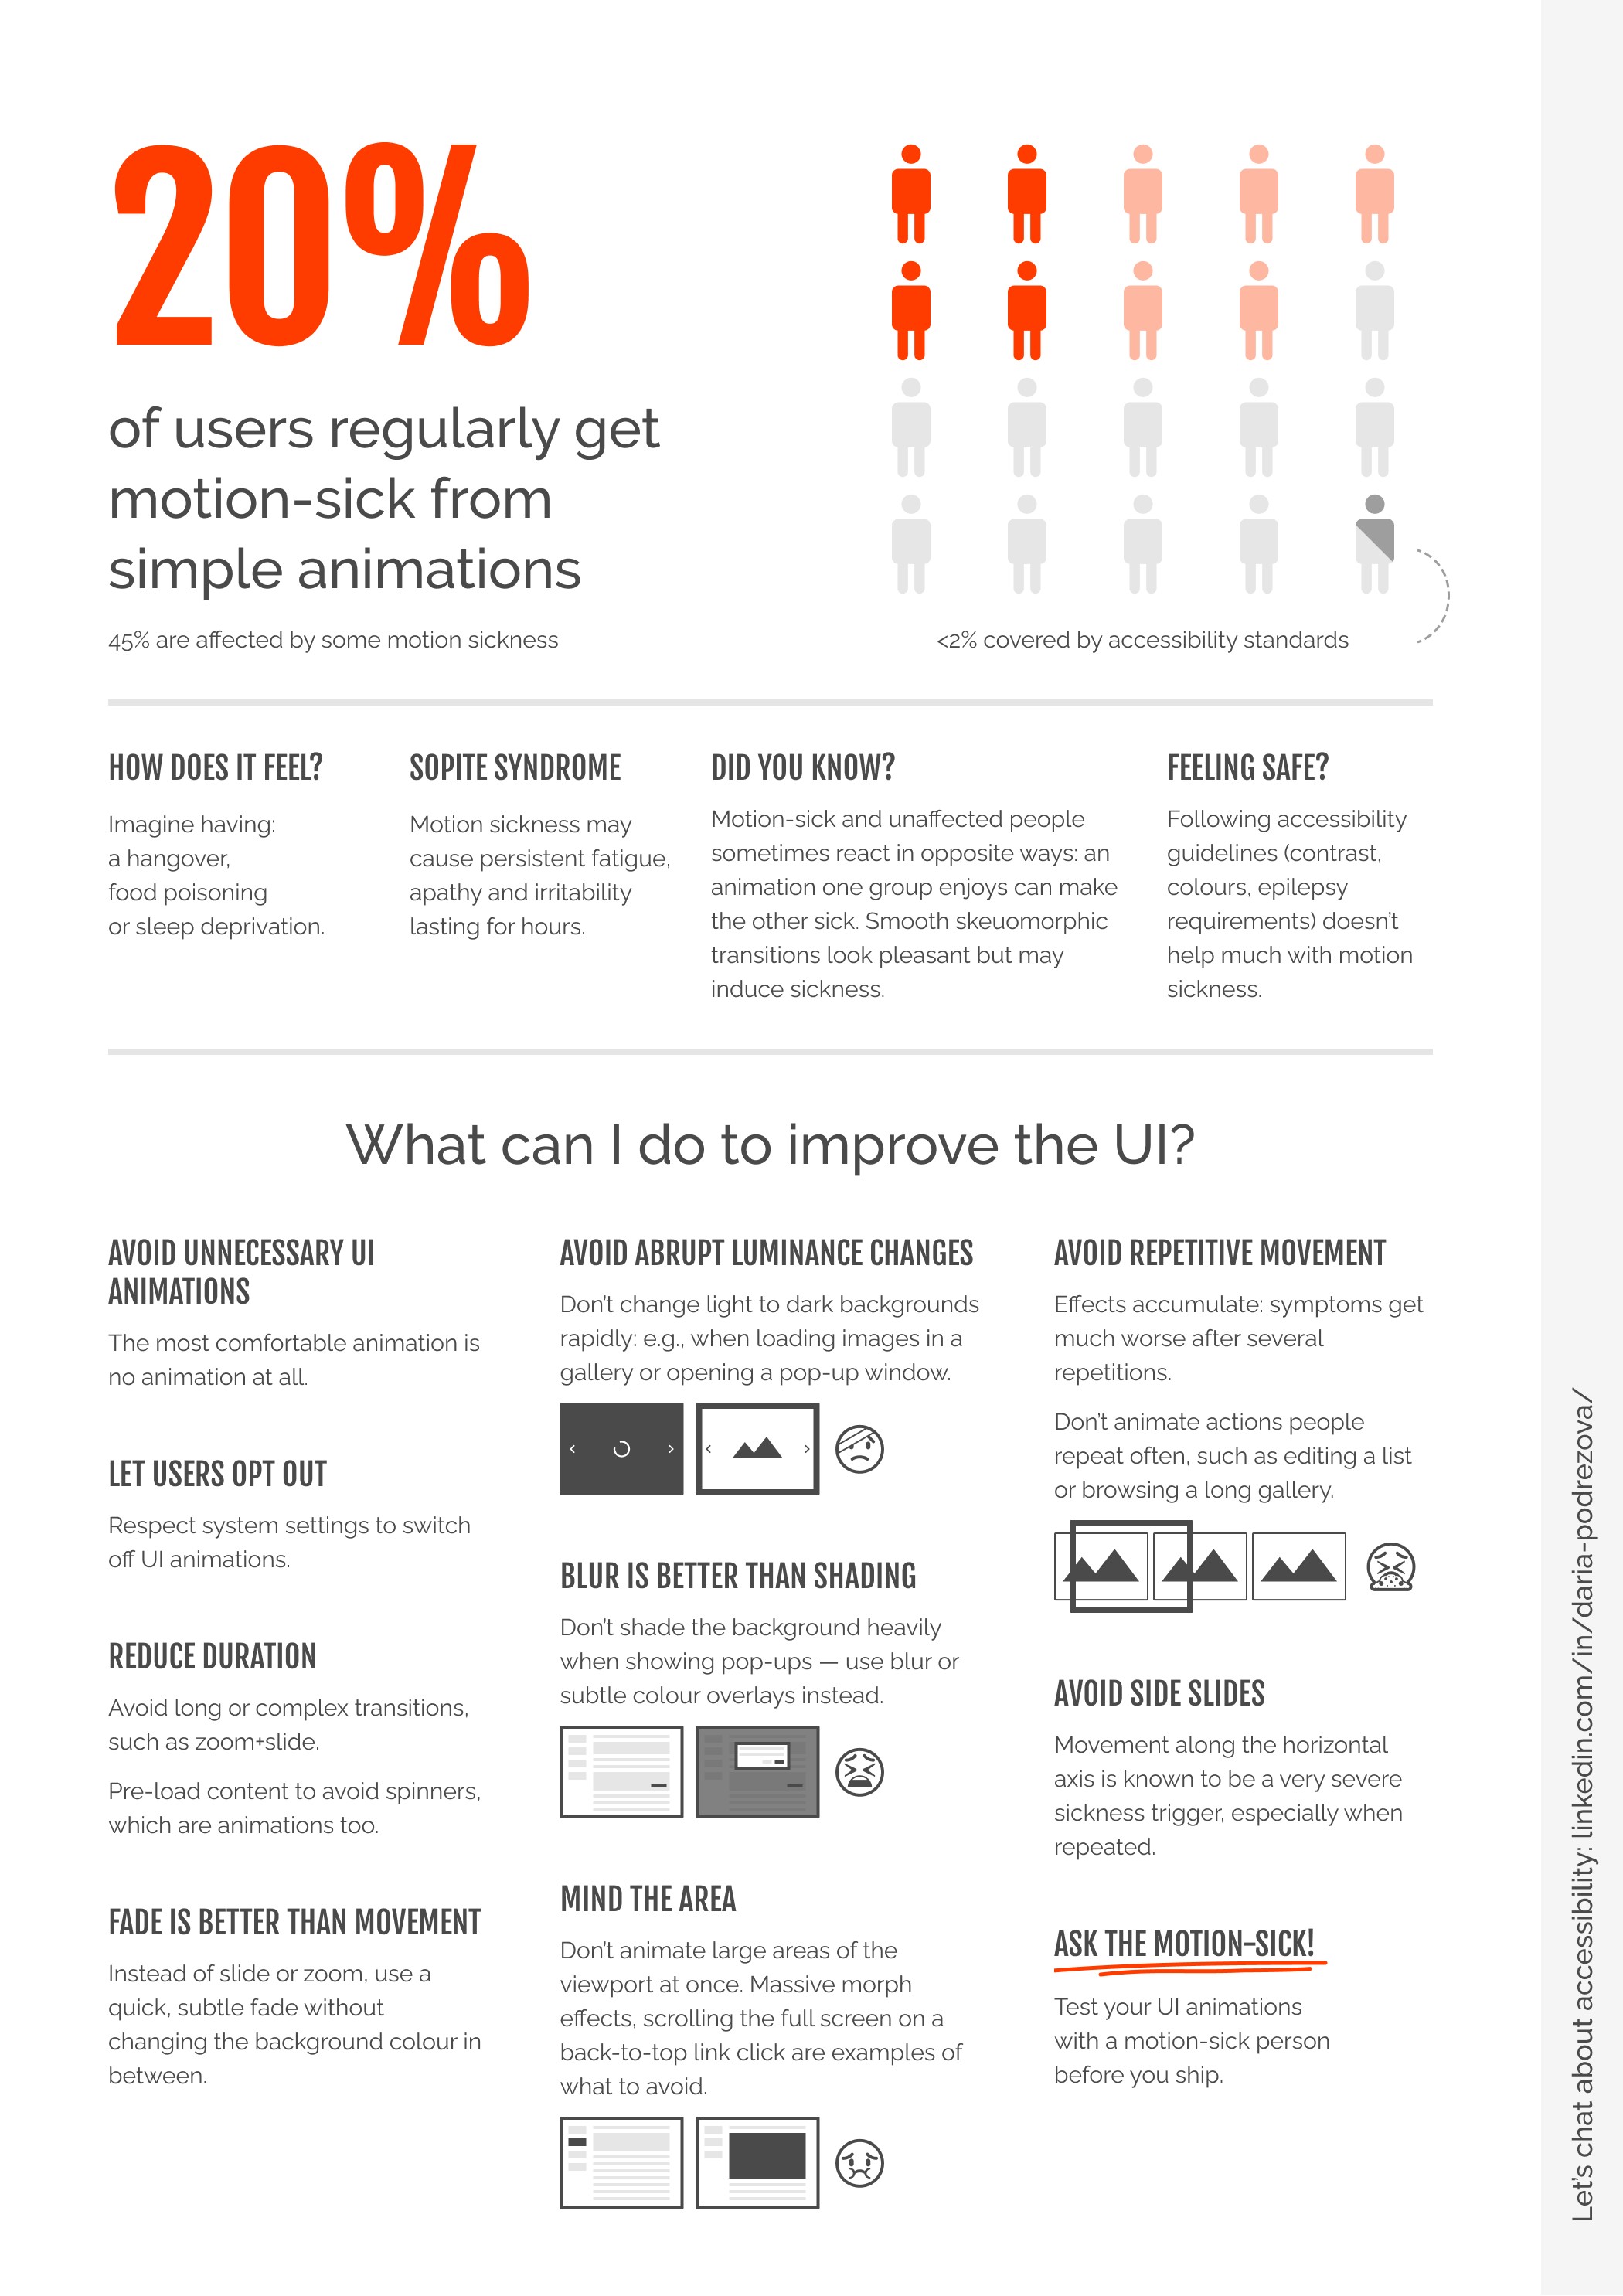 20%
of users regularly get
motion-sick from
simple animations
45% are affected by some motion sickness
<2% covered by accessibility standards
HOW DOES IT FEEL?
Imagine having:
a hangover,
food poisoning
or sleep deprivation.
SOPITE SYNDROME
Motion sickness may
cause persistent fatigue,
apathy and irritability
lasting for hours.
DID YOU KNOW?
Motion-sick and unaffected people
sometimes react in opposite ways: an
animation one group enjoys can make
the other sick. Smooth skeuomorphic
transitions look pleasant but may
induce sickness.
FEELING SAFE?
Following accessibility
guidelines (contrast,
colours, epilepsy
requirements) doesn't
help much with motion
sickness.
What can I do to improve the UI?
AVOID UNNECESSARY UI
ANIMATIONS
The most comfortable animation is
no animation at all.
LET USERS OPT OUT
Respect system settings to switch
off UI animations.
REDUCE DURATION
Avoid long or complex transitions,
such as zoom+slide.
Pre-load content to avoid spinners,
which are animations too.
FADE IS BETTER THAN MOVEMENT
Instead of slide or zoom, use a
quick, subtle fade without
changing the background colour in
between.
AVOID ABRUPT LUMINANCE CHANGES
Don't change light to dark backgrounds
rapidly: e.g., when loading images in a
gallery or opening a pop-up window.
BLUR IS BETTER THAN SHADING
Don't shade the background heavily
when showing pop-ups — use blur or
subtle colour overlays instead.
MIND THE AREA
Don't animate large areas of the
viewport at once. Massive morph
effects, scrolling the full screen on a
back-to-top link click are examples of
what to avoid.
AVOID REPETITIVE MOVEMENT
Effects accumulate: symptoms get
much worse after several
repetitions.
Don't animate actions people
repeat often, such as editing a list
or browsing a long gallery.
AVOID SIDE SLIDES
Movement along the horizontal
axis is known to be a very severe
sickness trigger, especially when
repeated.
ASK THE MOTION-SICK!
Test your UI animations
with a motion-sick person
before you ship.
Let's chat about accessibility: linkedin.com/in/daria-podrezova/